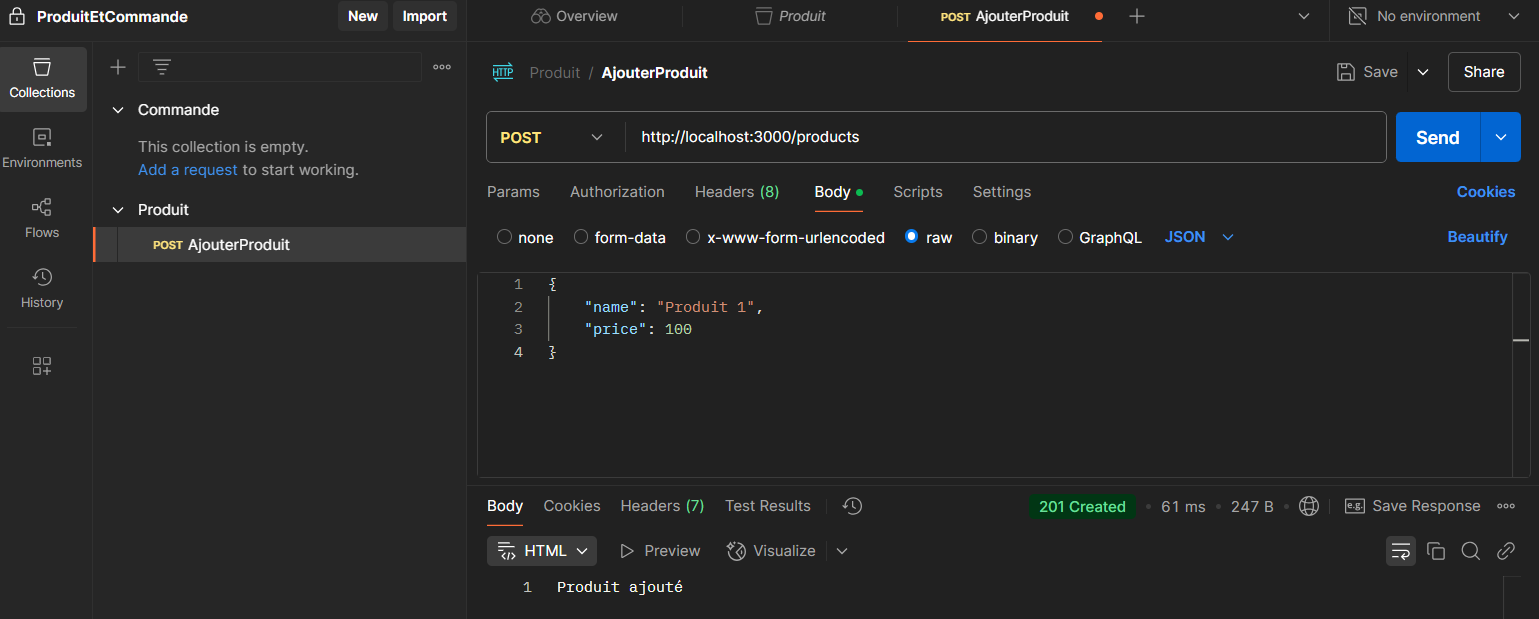 ProduitEtCommande New Import Overview Produit POST AjouterProduit No environment
Collections
Produit / AjouterProduit Save Share
Commande
POST http://localhost:3000/products Send
Environments
This collection is empty.
Add a request to start working.
Params Authorization Headers (8) Body Scripts Settings Cookies
Produit
Flows
none form-data x-www-form-urlencoded raw binary GraphQL JSON Beautify
POST AjouterProduit
History
1 {
2 "name": "Produit 1",
3 "price": 100
4 }
Body Cookies Headers (7) Test Results 201 Created • 61 ms • 247 B • e.g. Save Response
HTML Preview Visualize
1 Produit ajouté